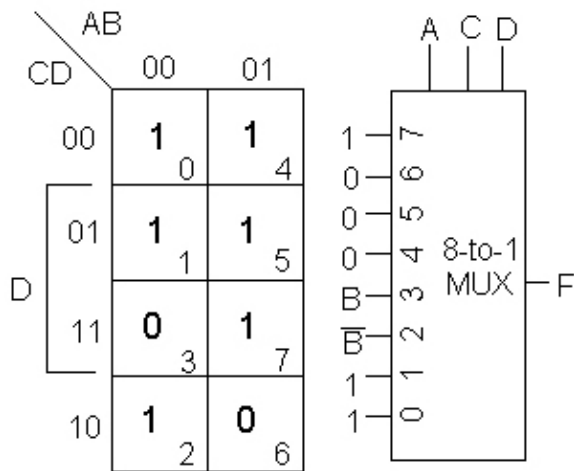 AB
CD
00 01
00 1 0 1 4
01 1 1 1 5
D
11 0 3 1 7
10 1 2 0 6
A C D
1 7
0 6
0 5
0 4
B 3
B̅ 2
1 1
1 0
8-to-1
MUX
F